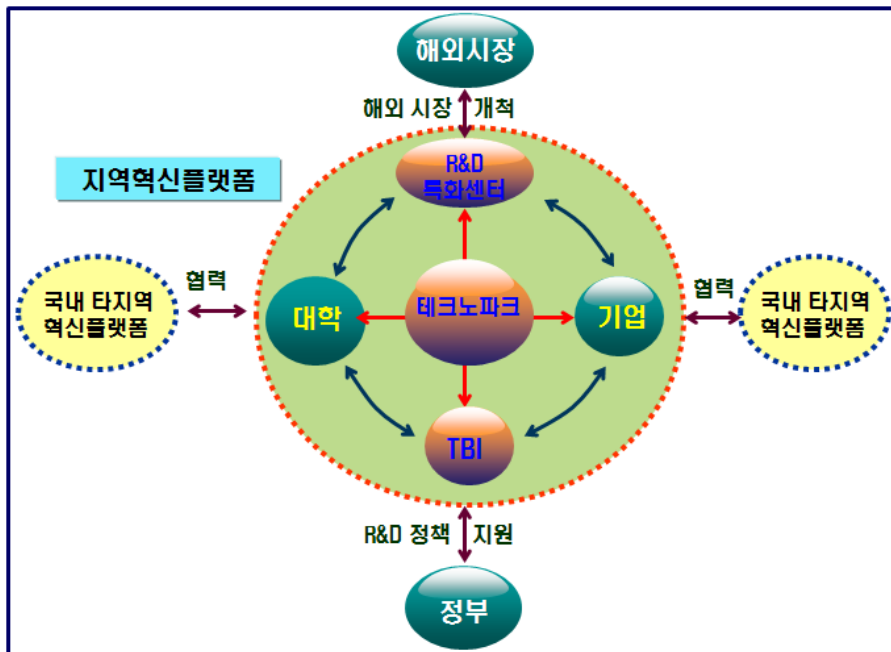 해외시장
해외 시장 개척
R&D
특화센터
지역혁신플랫폼
협력
국내 타지역
혁신플랫폼
대학
테크노파크
기업
협력
국내 타지역
혁신플랫폼
TBI
R&D 정책 지원
정부